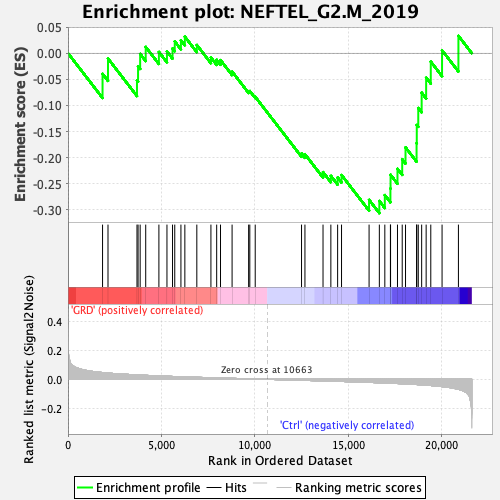 Enrichment plot: NEFTEL_G2.M_2019
Enrichment score (ES)
0.05
0.00
-0.05
-0.10
-0.15
-0.20
-0.25
-0.30
'GRD' (positively correlated)
Ranked list metric (Signal2Noise)
0.4
0.2
0.0
-0.2
Zero cross at 10663
'Ctrl' (negatively correlated)
0
5,000
10,000
15,000
20,000
Rank in Ordered Dataset
Enrichment profile
Hits
Ranking metric scores